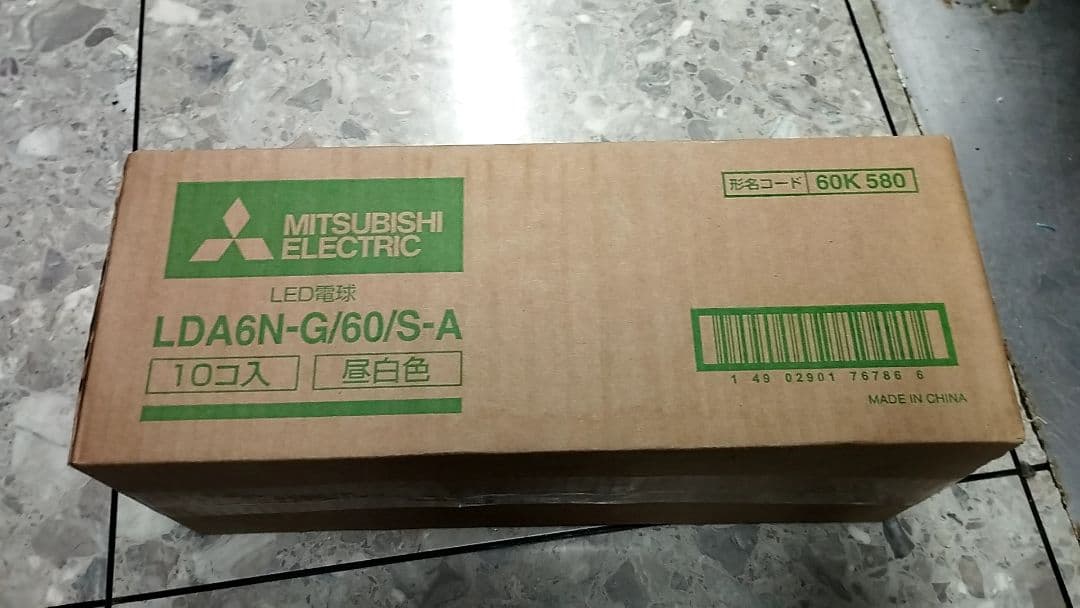 MITSUBISHI
ELECTRIC
LED電球
LDA6N-G/60/S-A
10コ入
昼白色
形名コード 60K 580
1 49 02901 76786 6
MADE IN CHINA